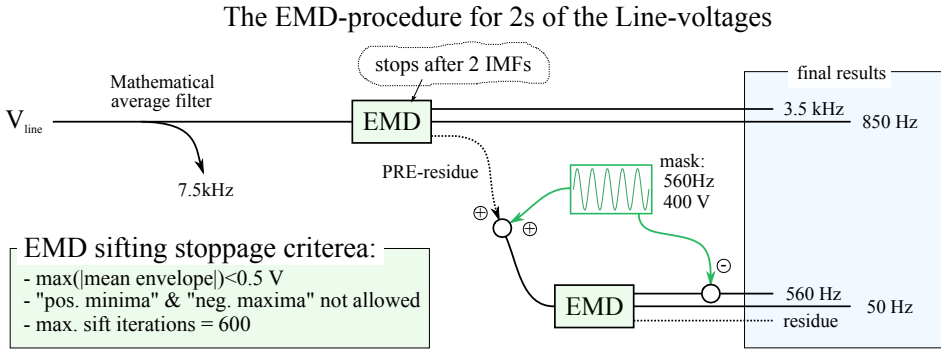 The EMD-procedure for 2s of the Line-voltages
stops after 2 IMFs
final results
Mathematical
average filter
V_line
EMD
3.5 kHz
850 Hz
7.5kHz
PRE-residue
mask:
560Hz
400 V
⊕
⊕
EMD sifting stoppage criterea:
- max(|mean envelope|)<0.5 V
- "pos. minima" & "neg. maxima" not allowed
- max. sift iterations = 600
⊖
EMD
560 Hz
50 Hz
residue